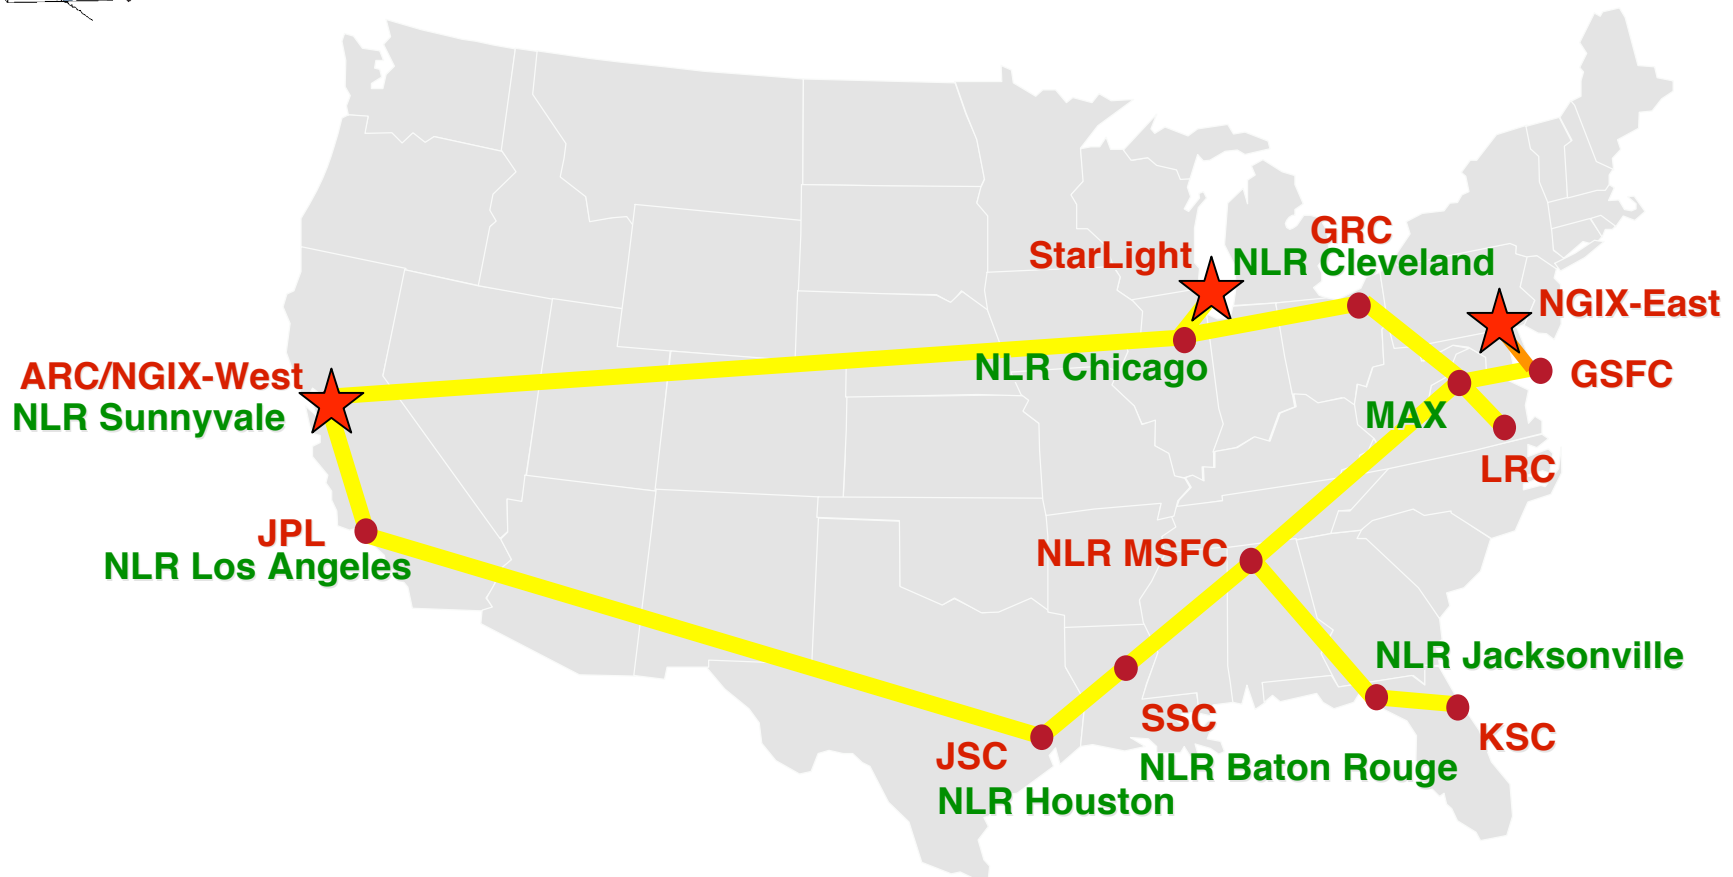 GRC
StarLight
NLR Cleveland
NGIX-East
NLR Chicago
GSFC
ARC/NGIX-West
NLR Sunnyvale
MAX
LRC
JPL
NLR Los Angeles
NLR MSFC
NLR Jacksonville
SSC
KSC
JSC
NLR Baton Rouge
NLR Houston